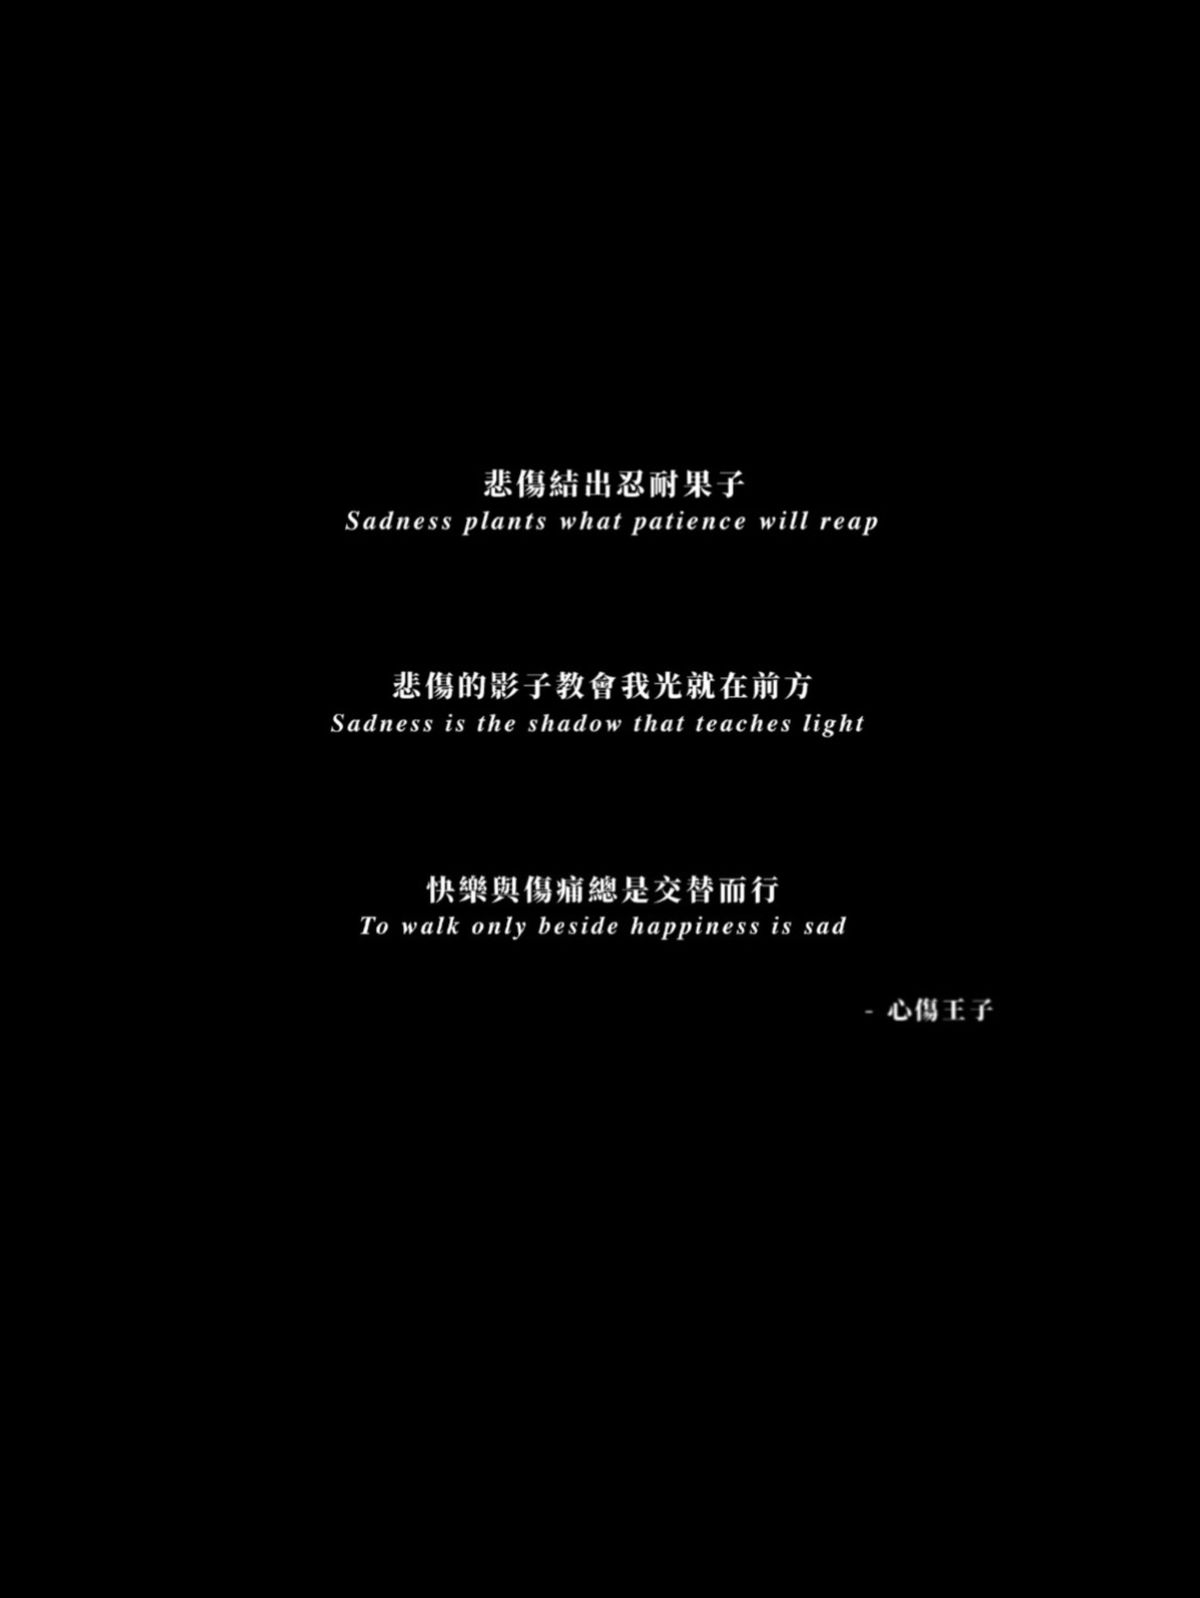 悲傷結出忍耐果子
Sadness plants what patience will reap
悲傷的影子教會我光就在前方
Sadness is the shadow that teaches light
快樂與傷痛總是交替而行
To walk only beside happiness is sad
- 心傷王子